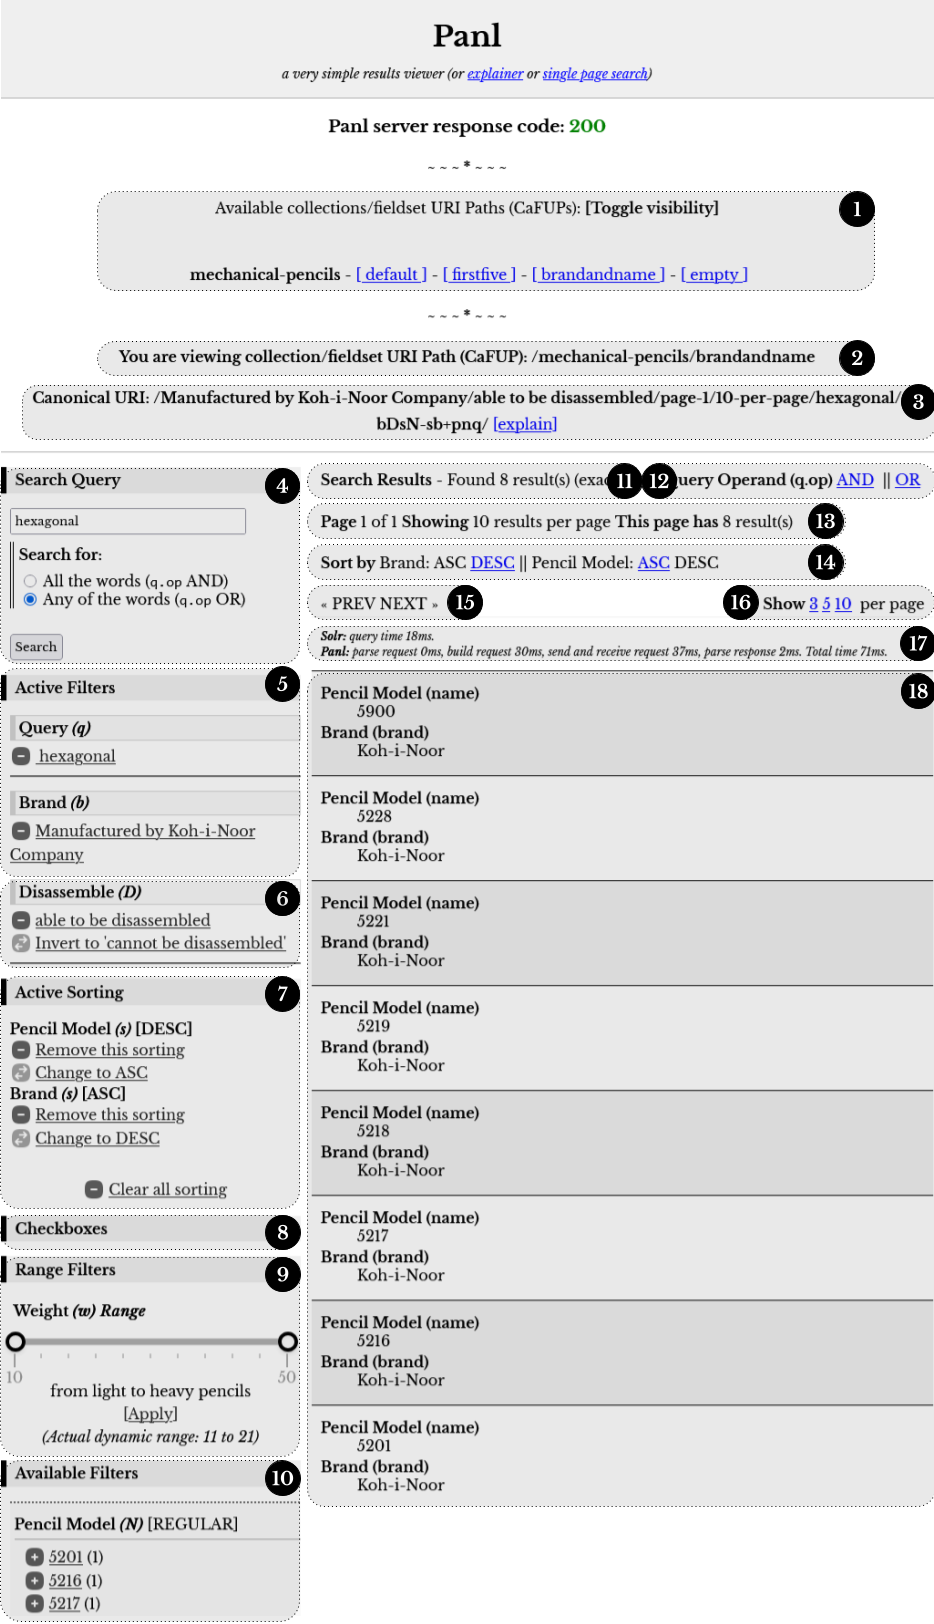 Panl
a very simple results viewer (or explainer or single page search)
Panl server response code: 200
~ ~ ~ * ~ ~ ~
Available collections/fieldset URI Paths (CaFUPs): [Toggle visibility]
1
mechanical-pencils - [ default ] - [ firstfive ] - [ brandandname ] - [ empty ]
~ ~ ~ * ~ ~ ~
You are viewing collection/fieldset URI Path (CaFUP): /mechanical-pencils/brandandname
2
Canonical URI: /Manufactured by Koh-i-Noor Company/able to be disassembled/page-1/10-per-page/hexagonal/
bDsN-sb+pnq/ [explain]
3
Search Query
4
hexagonal
Search for:
All the words (q.op AND)
Any of the words (q.op OR)
Search
Active Filters
5
Query (q)
hexagonal
Brand (b)
Manufactured by Koh-i-Noor
Company
Disassemble (D)
6
able to be disassembled
Invert to 'cannot be disassembled'
Active Sorting
7
Pencil Model (s) [DESC]
Remove this sorting
Change to ASC
Brand (s) [ASC]
Remove this sorting
Change to DESC
Clear all sorting
Checkboxes
8
Range Filters
9
Weight (w) Range
10 50
from light to heavy pencils
[Apply]
(Actual dynamic range: 11 to 21)
Available Filters
10
Pencil Model (N) [REGULAR]
5201 (1)
5216 (1)
5217 (1)
Search Results - Found 8 result(s) 11 12 Operand (q.op) AND || OR
Page 1 of 1 Showing 10 results per page This page has 8 result(s)
13
Sort by Brand: ASC DESC || Pencil Model: ASC DESC
14
« PREV NEXT »
15
16
Show 3 5 10 per page
Solr: query time 18ms.
Panl: parse request 0ms, build request 30ms, send and receive request 37ms, parse response 2ms. Total time 71ms.
17
18
Pencil Model (name)
5900
Brand (brand)
Koh-i-Noor
Pencil Model (name)
5228
Brand (brand)
Koh-i-Noor
Pencil Model (name)
5221
Brand (brand)
Koh-i-Noor
Pencil Model (name)
5219
Brand (brand)
Koh-i-Noor
Pencil Model (name)
5218
Brand (brand)
Koh-i-Noor
Pencil Model (name)
5217
Brand (brand)
Koh-i-Noor
Pencil Model (name)
5216
Brand (brand)
Koh-i-Noor
Pencil Model (name)
5201
Brand (brand)
Koh-i-Noor